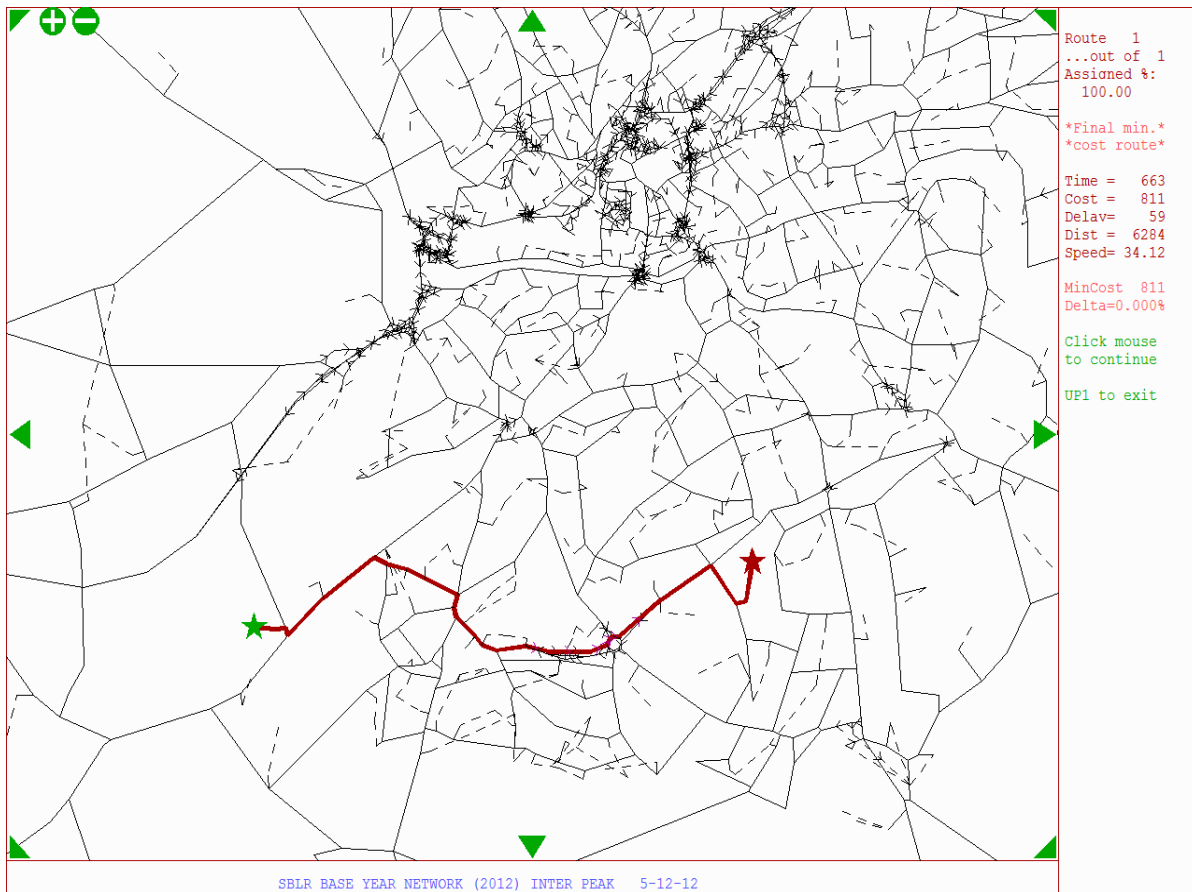 Route 1
...out of 1
Assigned %:
100.00
*Final min.*
*cost route*
Time = 663
Cost = 811
Delay= 59
Dist = 6284
Speed= 34.12
MinCost 811
Delta=0.000%
Click mouse
to continue
UP1 to exit
SBLR BASE YEAR NETWORK (2012) INTER PEAK 5-12-12